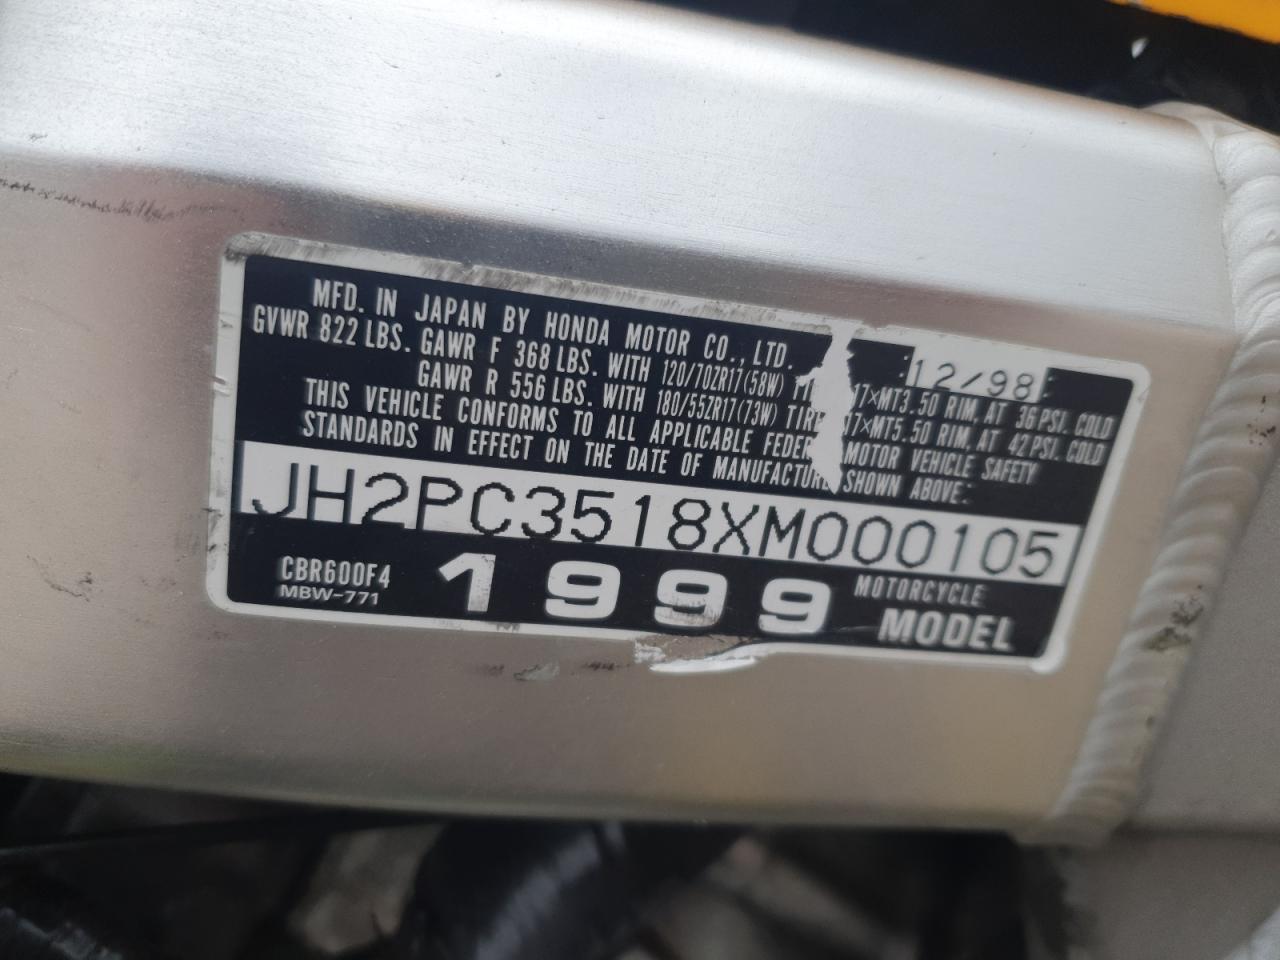 MFD. IN JAPAN BY HONDA MOTOR CO., LTD. 12/98
GVWR 822 LBS. GAWR F 368 LBS. WITH 120/70ZR17(58W) 17×MT3.50 RIM, AT 36 PSI. COLD
GAWR R 556 LBS. WITH 180/55ZR17(73W) TIRE 17×MT5.50 RIM, AT 42 PSI. COLD
THIS VEHICLE CONFORMS TO ALL APPLICABLE FEDER MOTOR VEHICLE SAFETY
STANDARDS IN EFFECT ON THE DATE OF MANUFACTUR SHOWN ABOVE:
JH2PC3518XM000105
CBR600F4 1999 MOTORCYCLE
MBW-771 MODEL